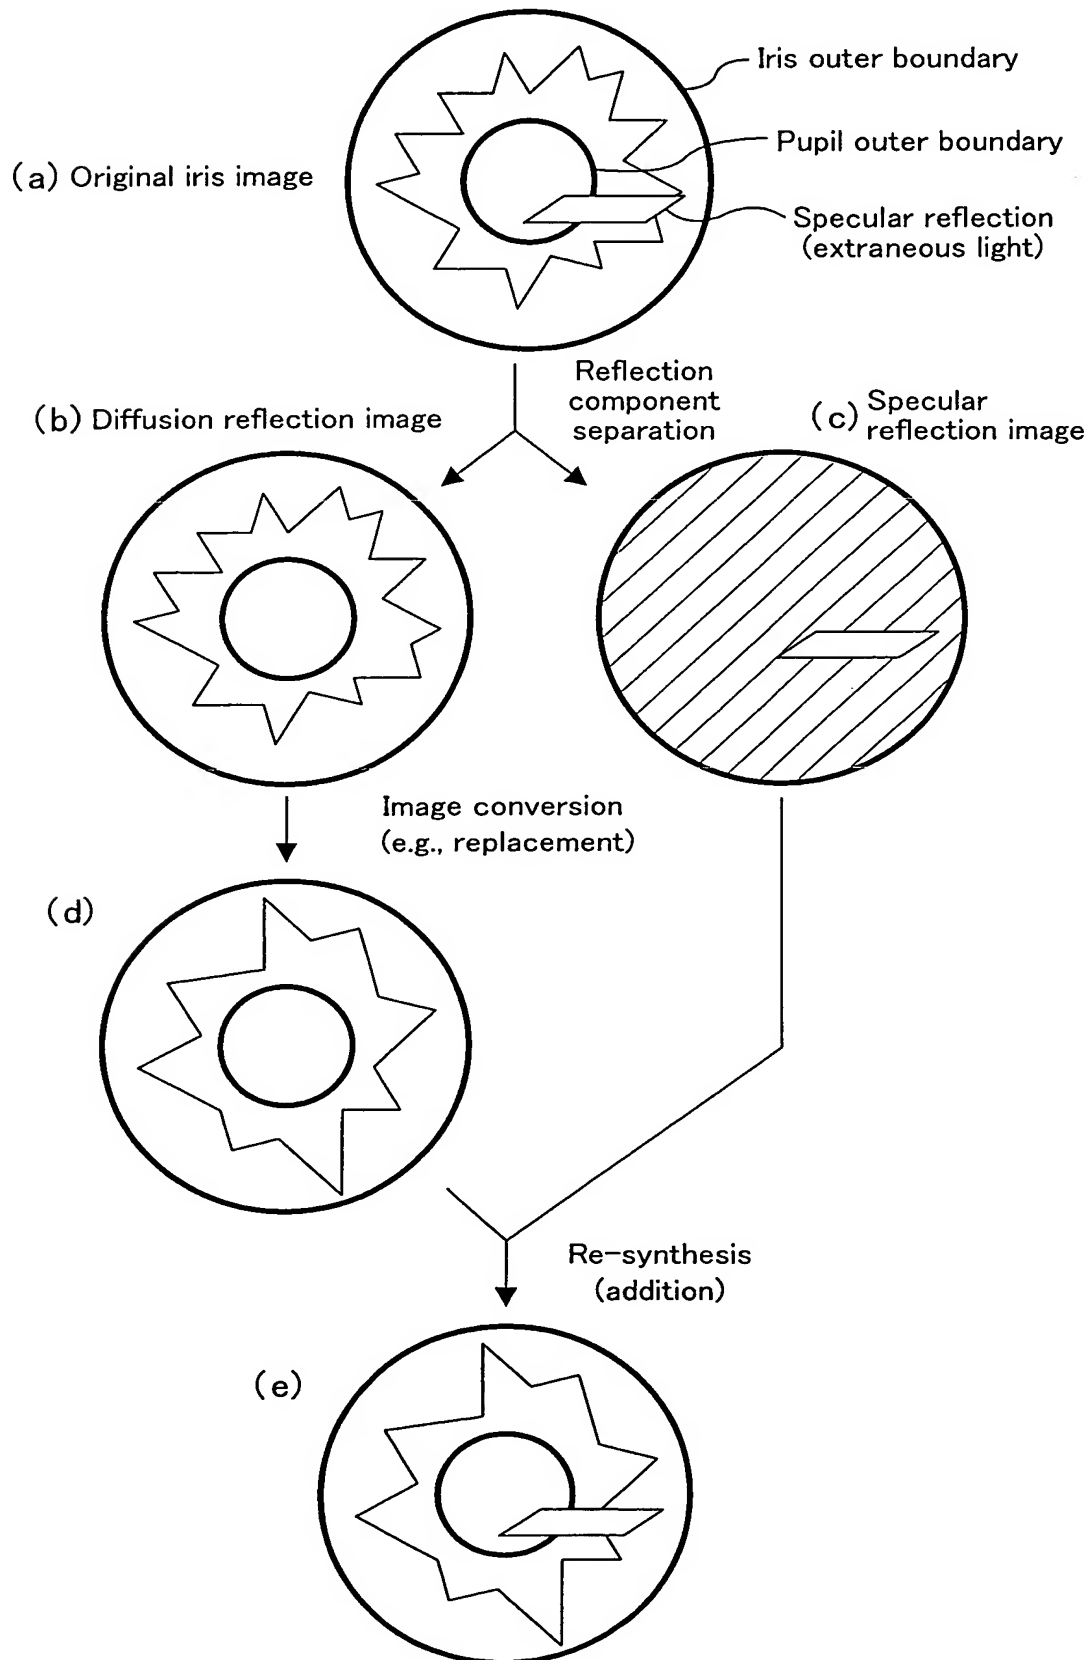 Iris outer boundary
Pupil outer boundary
(a) Original iris image
Specular reflection
(extraneous light)
Reflection
component
separation
(b) Diffusion reflection image
(c) Specular
reflection image
Image conversion
(e.g., replacement)
(d)
Re-synthesis
(addition)
(e)